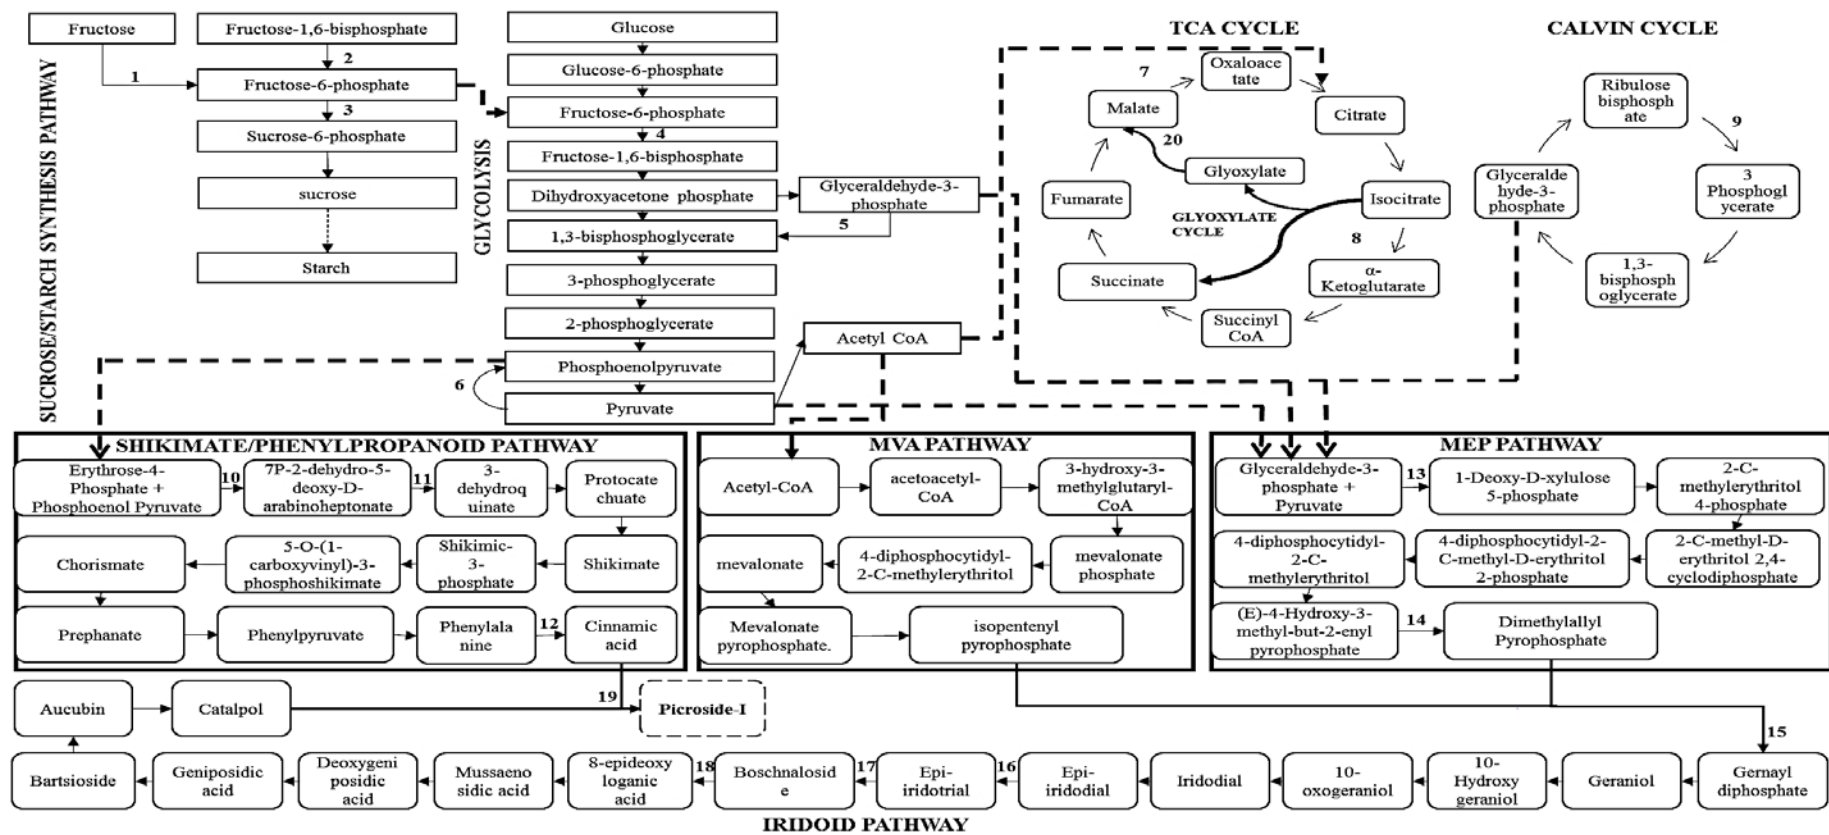 SUCROSE/STARCH SYNTHESIS PATHWAY
Fructose
1
Fructose-1,6-bisphosphate
2
Fructose-6-phosphate
3
Sucrose-6-phosphate
sucrose
Starch
GLYCOLYSIS
Glucose
Glucose-6-phosphate
Fructose-6-phosphate
4
Fructose-1,6-bisphosphate
Dihydroxyacetone phosphate
Glyceraldehyde-3-
phosphate
5
1,3-bisphosphoglycerate
3-phosphoglycerate
2-phosphoglycerate
Phosphoenolpyruvate
6
Pyruvate
Acetyl CoA
TCA CYCLE
7
Oxaloace
tate
Malate
Citrate
20
Glyoxylate
Fumarate
Isocitrate
GLYOXYLATE
CYCLE
8
Succinate
α-
Ketoglutarate
Succinyl
CoA
CALVIN CYCLE
Ribulose
bisphosph
ate
9
Glyceralde
hyde-3-
phosphate
3
Phosphogl
ycerate
1,3-
bisphosph
oglycerate
SHIKIMATE/PHENYLPROPANOID PATHWAY
Erythrose-4-
Phosphate +
Phosphoenol Pyruvate
10
7P-2-dehydro-5-
deoxy-D-
arabinoheptonate
11
3-
dehydroq
uinate
Protocate
chuate
Chorismate
5-O-(1-
carboxyvinyl)-3-
phosphoshikimate
Shikimic-
3-
phosphate
Shikimate
Prephanate
Phenylpyruvate
Phenylala
nine
12
Cinnamic
acid
MVA PATHWAY
Acetyl-CoA
acetoacetyl-
CoA
3-hydroxy-3-
methylglutaryl-
CoA
mevalonate
4-diphosphocytidyl-
2-C-methylerythritol
mevalonate
phosphate
Mevalonate
pyrophosphate.
isopentenyl
pyrophosphate
MEP PATHWAY
Glyceraldehyde-3-
phosphate +
Pyruvate
13
1-Deoxy-D-xylulose
5-phosphate
2-C-
methylerythritol
4-phosphate
4-diphosphocytidyl-
2-C-
methylerythritol
4-diphosphocytidyl-2-
C-methyl-D-erythritol
2-phosphate
2-C-methyl-D-
erythritol 2,4-
cyclodiphosphate
(E)-4-Hydroxy-3-
methyl-but-2-enyl
pyrophosphate
14
Dimethylallyl
Pyrophosphate
Aucubin
Catalpol
19
Picroside-I
15
Bartsioside
Geniposidic
acid
Deoxygeni
posidic
acid
Mussaeno
sidic acid
8-epideoxy
loganic
acid
18
Boschnalosid
e
17
Epi-
iridotrial
16
Epi-
iridodial
Iridodial
10-
oxogeraniol
10-
Hydroxy
geraniol
Geraniol
Gernayl
diphosphate
IRIDOID PATHWAY